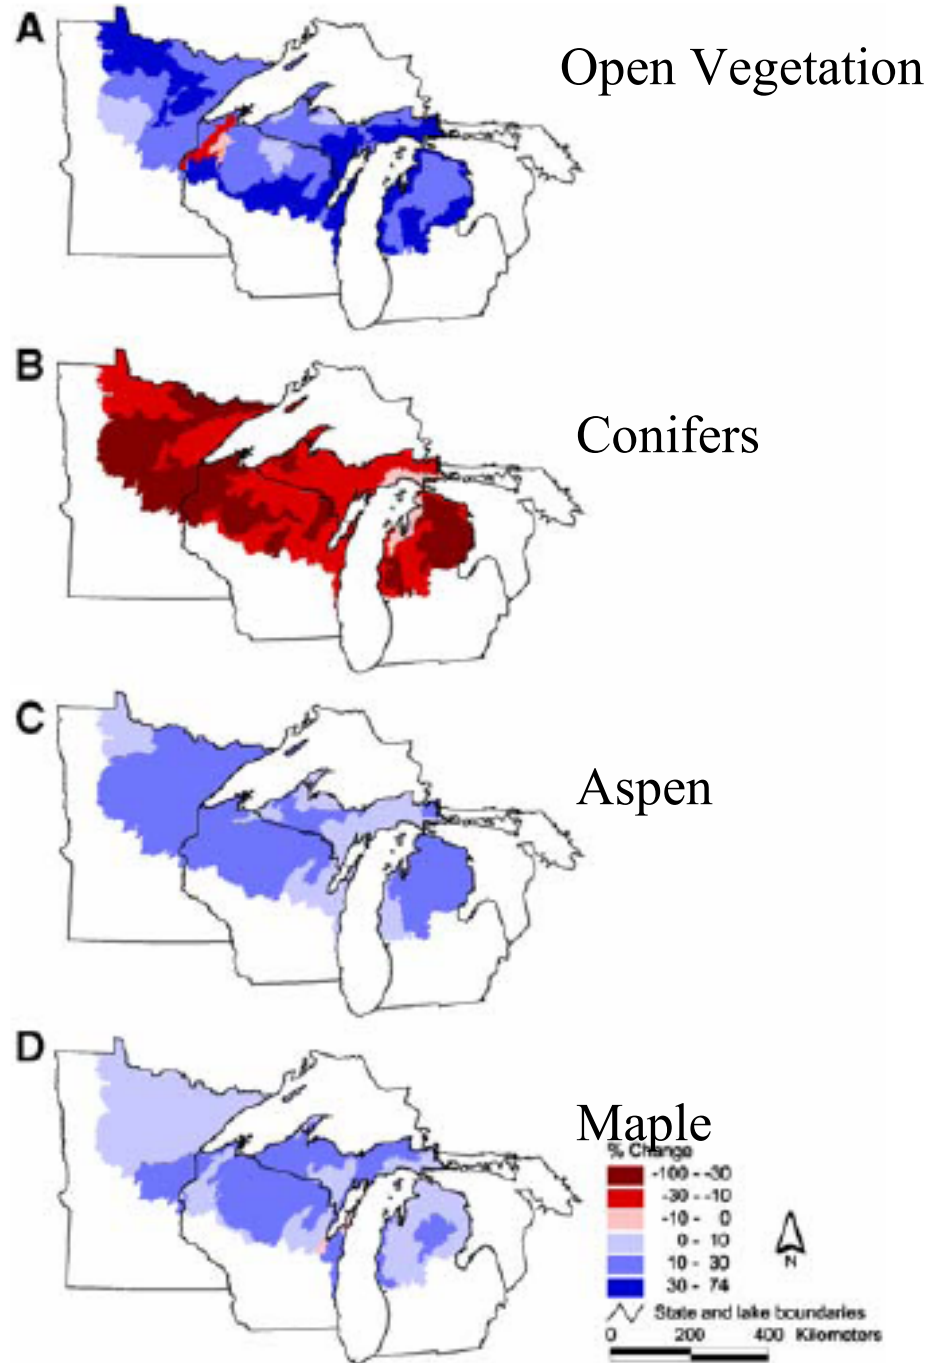 A
Open Vegetation
B
Conifers
C
Aspen
D
Maple
% Change
-100 - -30
-30 - -10
-10 - 0
0 - 10
10 - 30
30 - 74
N
State and lake boundaries
0 200 400 Kilometers